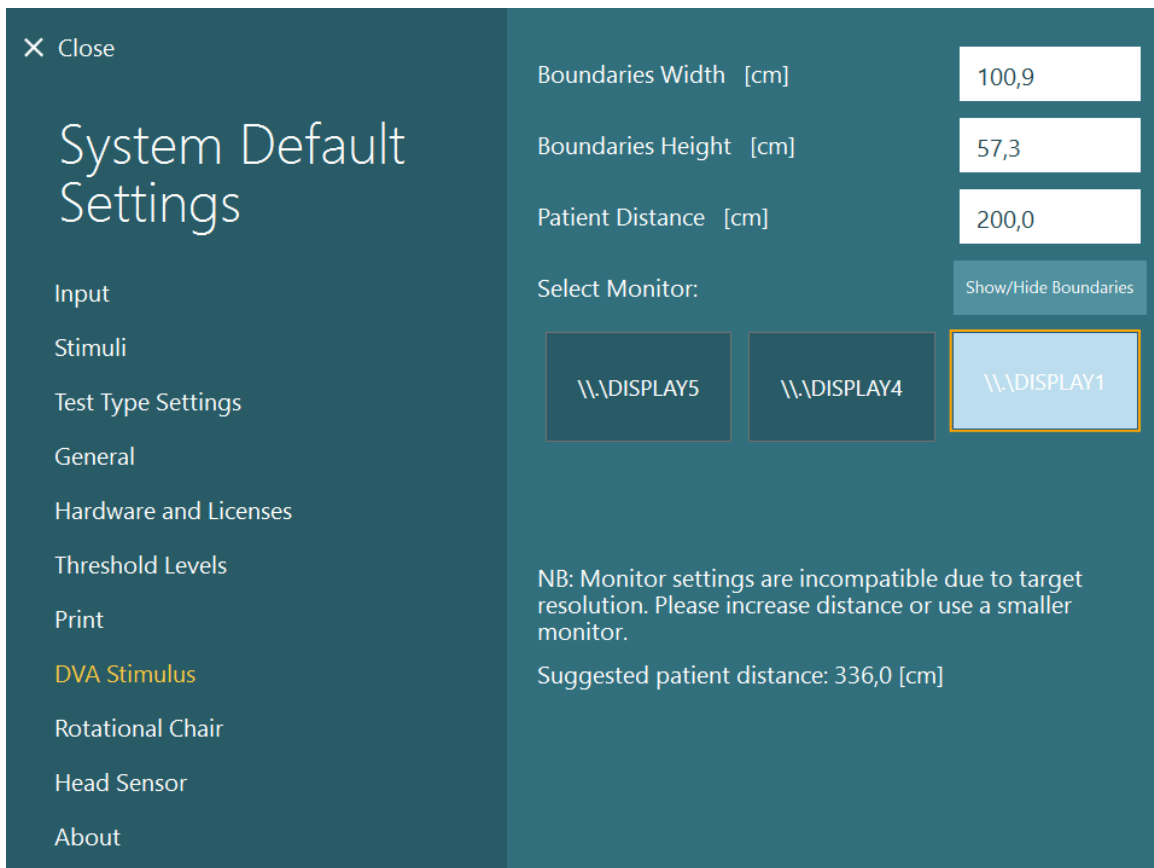 Close
System Default
Settings
Input
Stimuli
Test Type Settings
General
Hardware and Licenses
Threshold Levels
Print
DVA Stimulus
Rotational Chair
Head Sensor
About
Boundaries Width [cm]
100,9
Boundaries Height [cm]
57,3
Patient Distance [cm]
200,0
Select Monitor:
Show/Hide Boundaries
\\.\DISPLAY5
\\.\DISPLAY4
\\.\DISPLAY1
NB: Monitor settings are incompatible due to target
resolution. Please increase distance or use a smaller
monitor.
Suggested patient distance: 336,0 [cm]